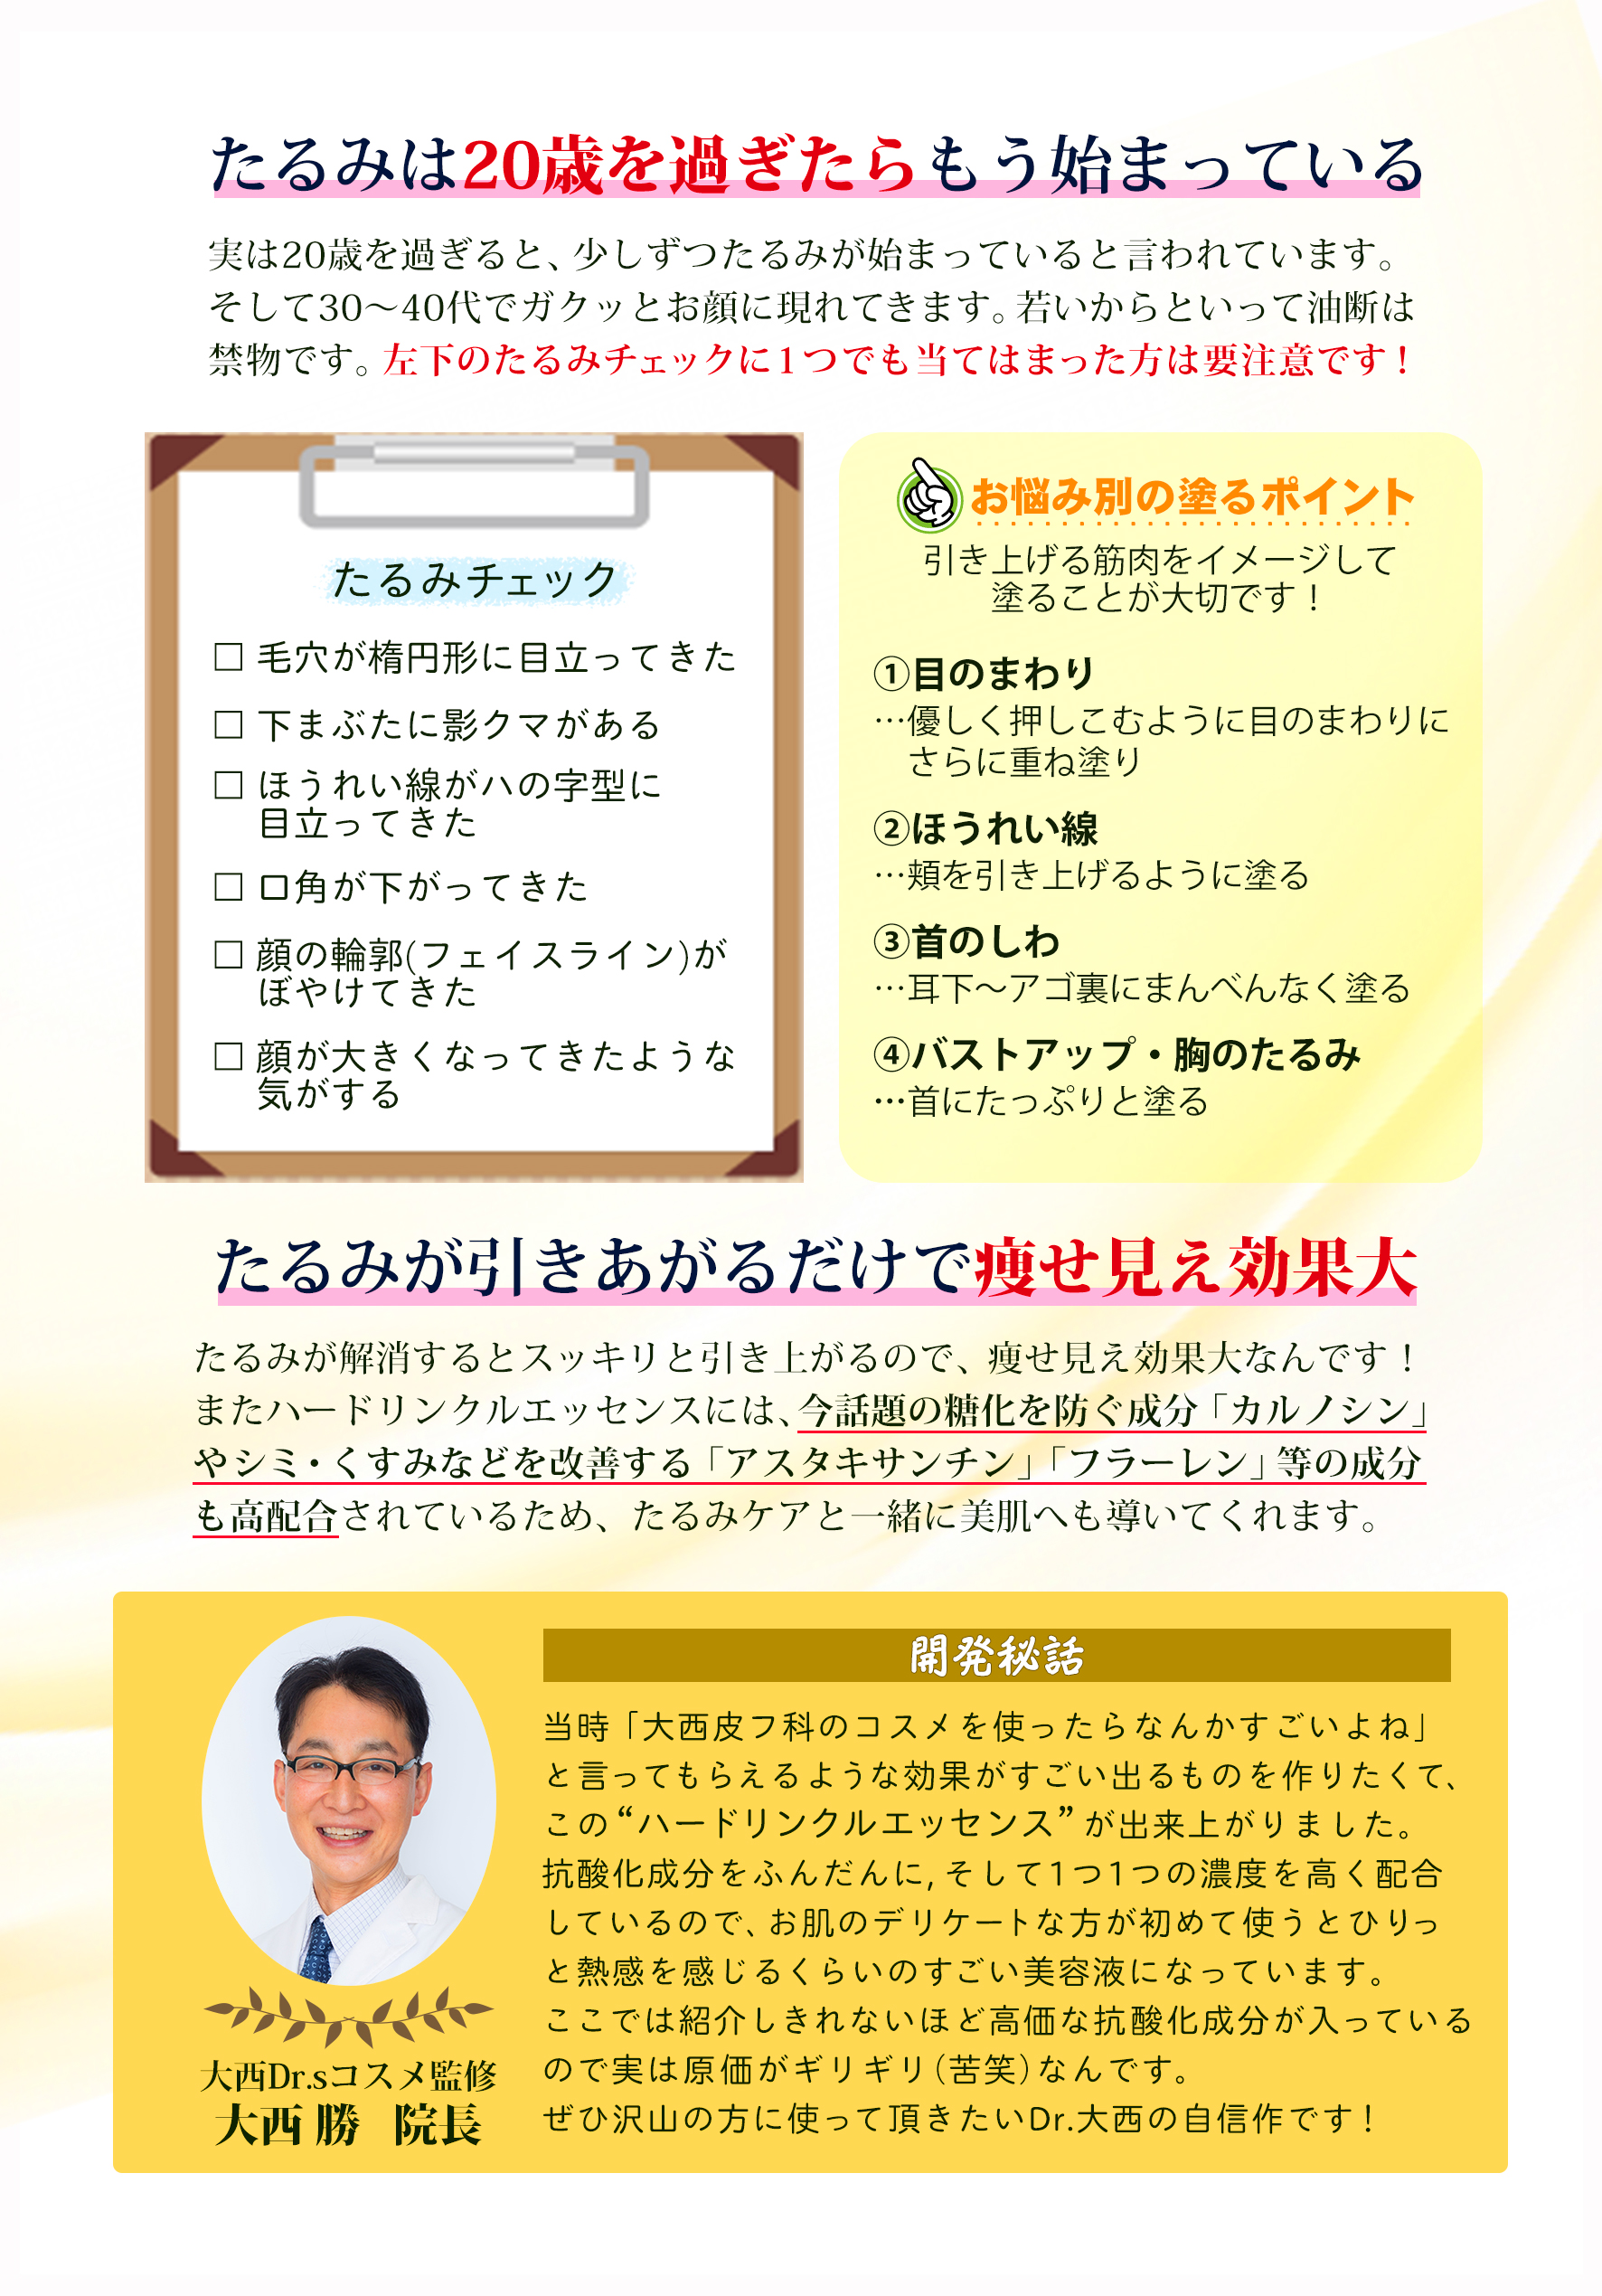 たるみは20歳を過ぎたらもう始まっている
実は20歳を過ぎると、少しずつたるみが始まっていると言われています。
そして30〜40代でガクッとお顔に現れてきます。若いからといって油断は
禁物です。左下のたるみチェックに1つでも当てはまった方は要注意です！
たるみチェック
□ 毛穴が楕円形に目立ってきた
□ 下まぶたに影クマがある
□ ほうれい線がハの字型に
目立ってきた
□ 口角が下がってきた
□ 顔の輪郭(フェイスライン)が
ぼやけてきた
□ 顔が大きくなってきたような
気がする
お悩み別の塗るポイント
引き上げる筋肉をイメージして
塗ることが大切です！
①目のまわり
…優しく押しこむように目のまわりに
さらに重ね塗り
②ほうれい線
…頬を引き上げるように塗る
③首のしわ
…耳下〜アゴ裏にまんべんなく塗る
④バストアップ・胸のたるみ
…首にたっぷりと塗る
たるみが引きあがるだけで痩せ見え効果大
たるみが解消するとスッキリと引き上がるので、痩せ見え効果大なんです！
またハードリンクルエッセンスには、今話題の糖化を防ぐ成分「カルノシン」
やシミ・くすみなどを改善する「アスタキサンチン」「フラーレン」等の成分
も高配合されているため、たるみケアと一緒に美肌へも導いてくれます。
開発秘話
当時「大西皮フ科のコスメを使ったらなんかすごいよね」
と言ってもらえるような効果がすごい出るものを作りたくて、
この“ハードリンクルエッセンス”が出来上がりました。
抗酸化成分をふんだんに,そして1つ1つの濃度を高く配合
しているので、お肌のデリケートな方が初めて使うとひりっ
と熱感を感じるくらいのすごい美容液になっています。
ここでは紹介しきれないほど高価な抗酸化成分が入っている
ので実は原価がギリギリ(苦笑)なんです。
ぜひ沢山の方に使って頂きたいDr.大西の自信作です！
大西Dr.sコスメ監修
大西 勝 院長